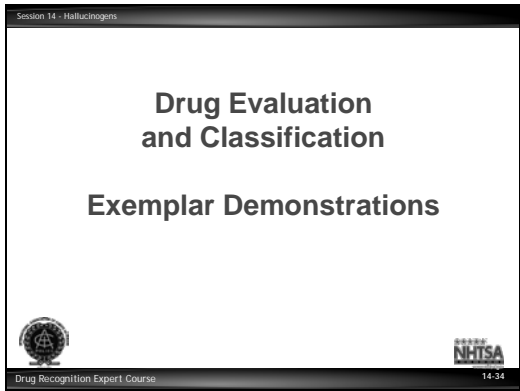 Session 14 - Hallucinogens
Drug Evaluation
and Classification
Exemplar Demonstrations
NHTSA
Drug Recognition Expert Course
14-34